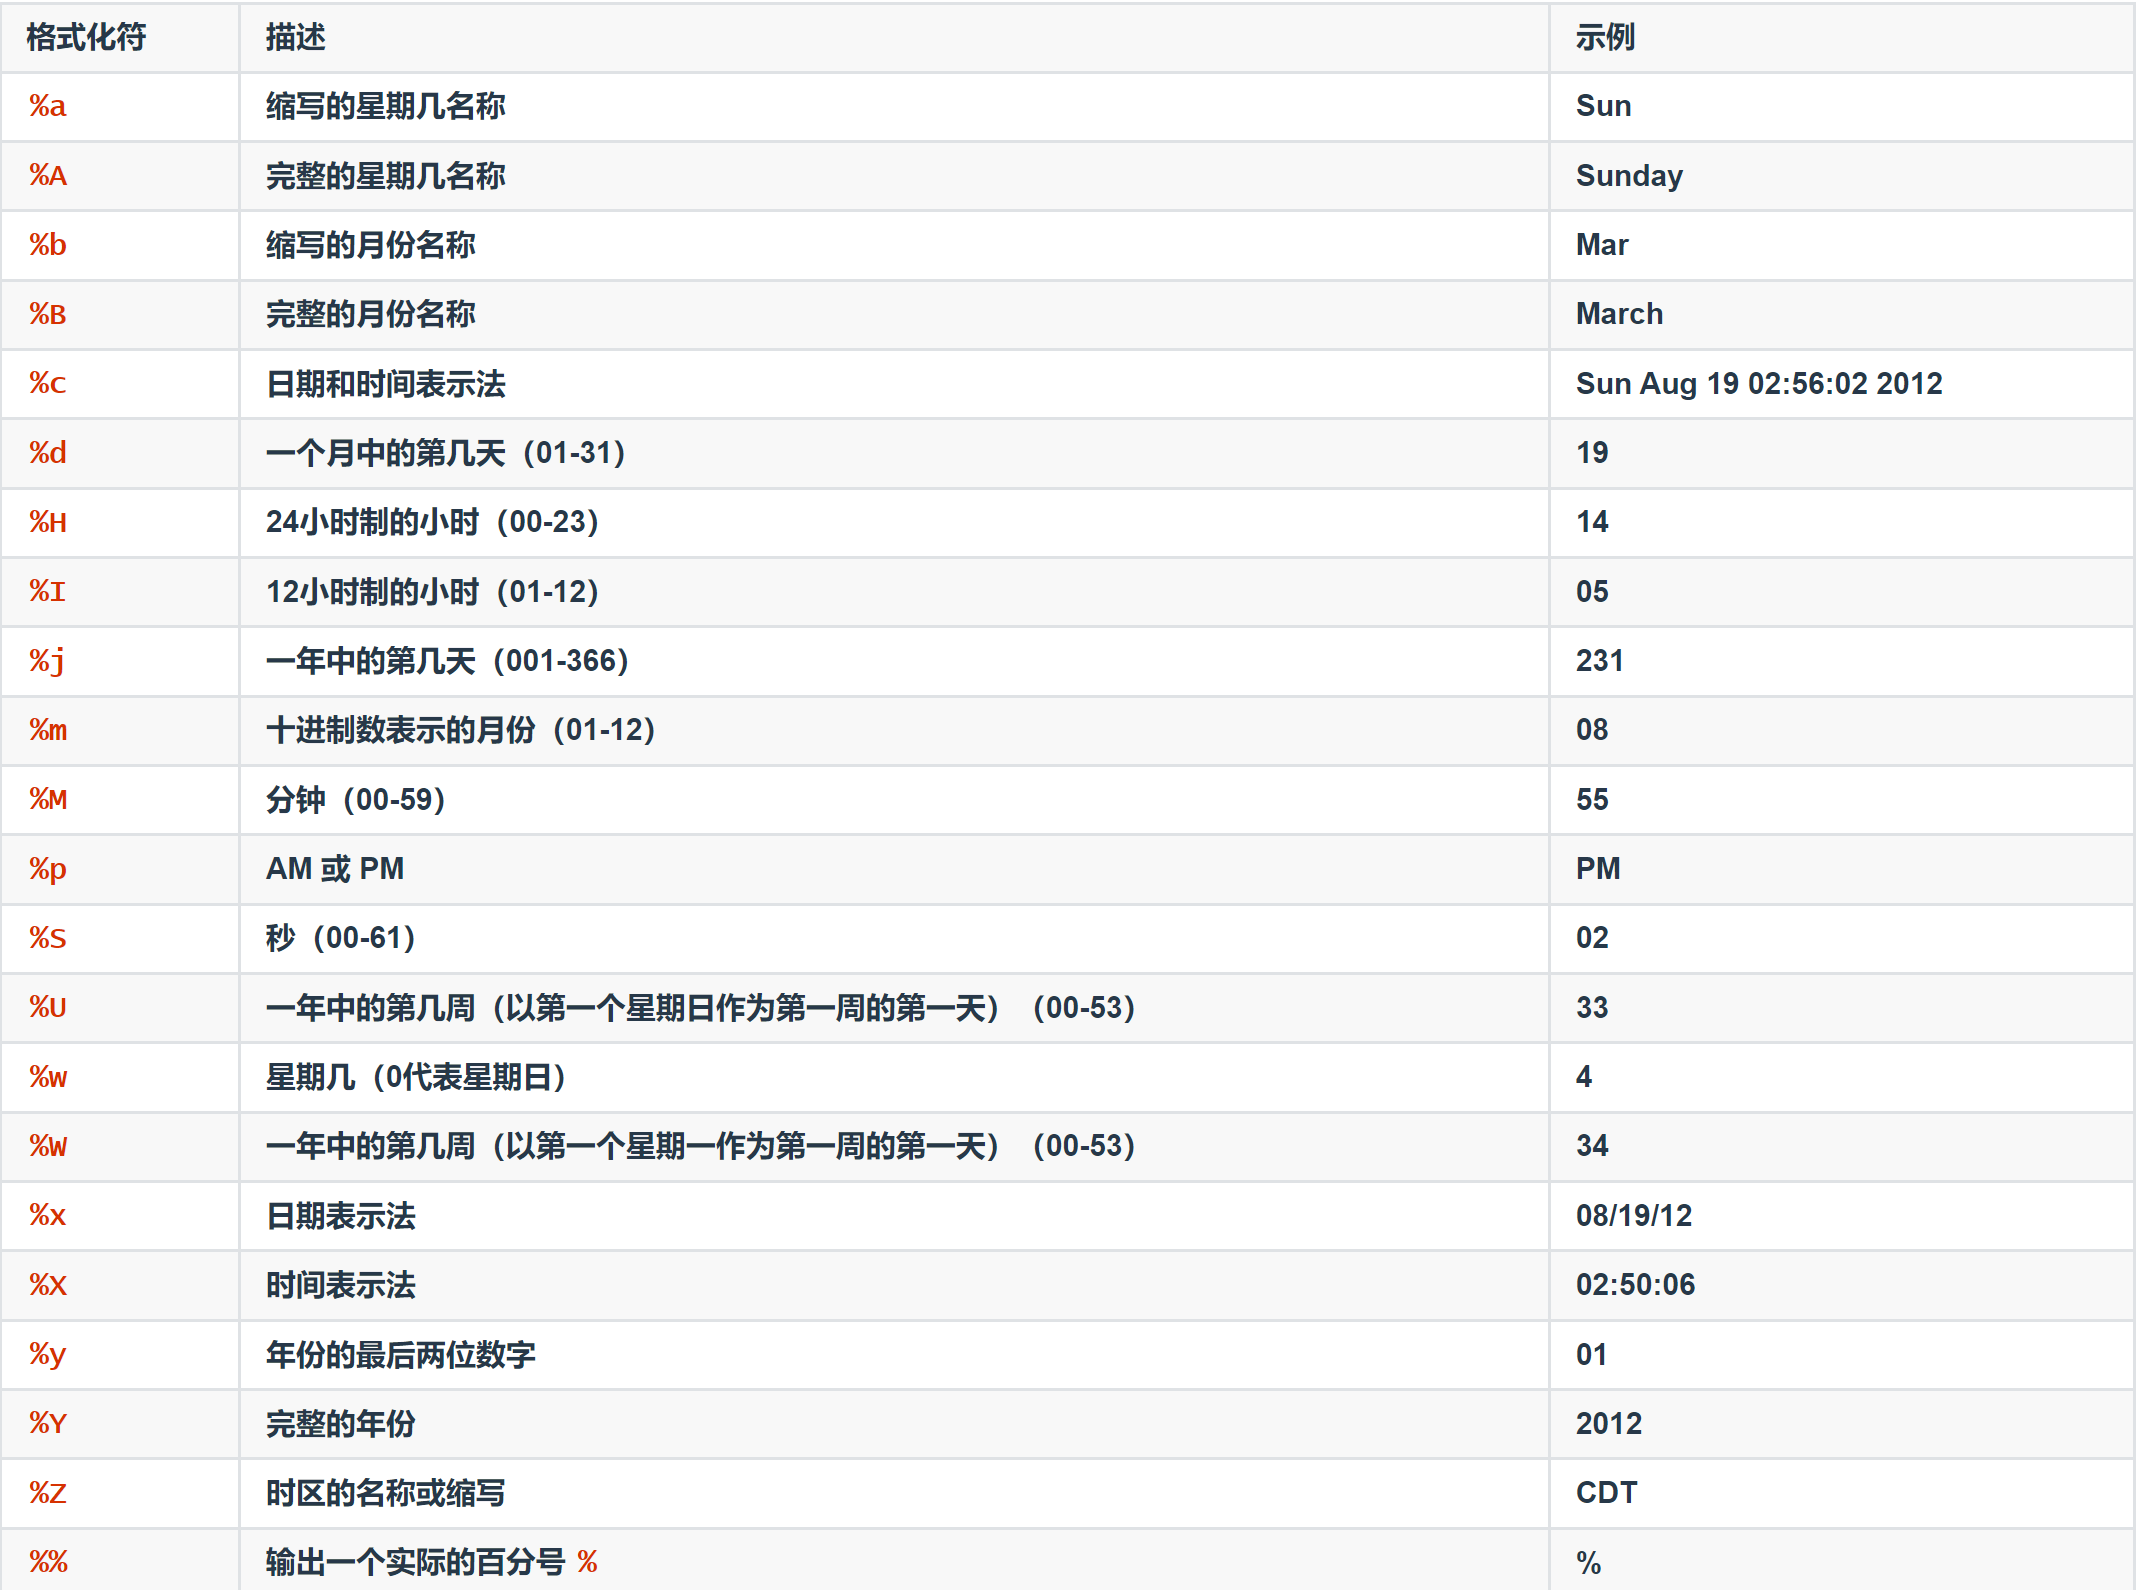 格式化符 描述 示例
%a 缩写的星期几名称 Sun
%A 完整的星期几名称 Sunday
%b 缩写的月份名称 Mar
%B 完整的月份名称 March
%c 日期和时间表示法 Sun Aug 19 02:56:02 2012
%d 一个月中的第几天（01-31） 19
%H 24小时制的小时（00-23） 14
%I 12小时制的小时（01-12） 05
%j 一年中的第几天（001-366） 231
%m 十进制数表示的月份（01-12） 08
%M 分钟（00-59） 55
%p AM 或 PM PM
%S 秒（00-61） 02
%U 一年中的第几周（以第一个星期日作为第一周的第一天）（00-53） 33
%w 星期几（0代表星期日） 4
%W 一年中的第几周（以第一个星期一作为第一周的第一天）（00-53） 34
%x 日期表示法 08/19/12
%X 时间表示法 02:50:06
%y 年份的最后两位数字 01
%Y 完整的年份 2012
%Z 时区的名称或缩写 CDT
%% 输出一个实际的百分号 % %